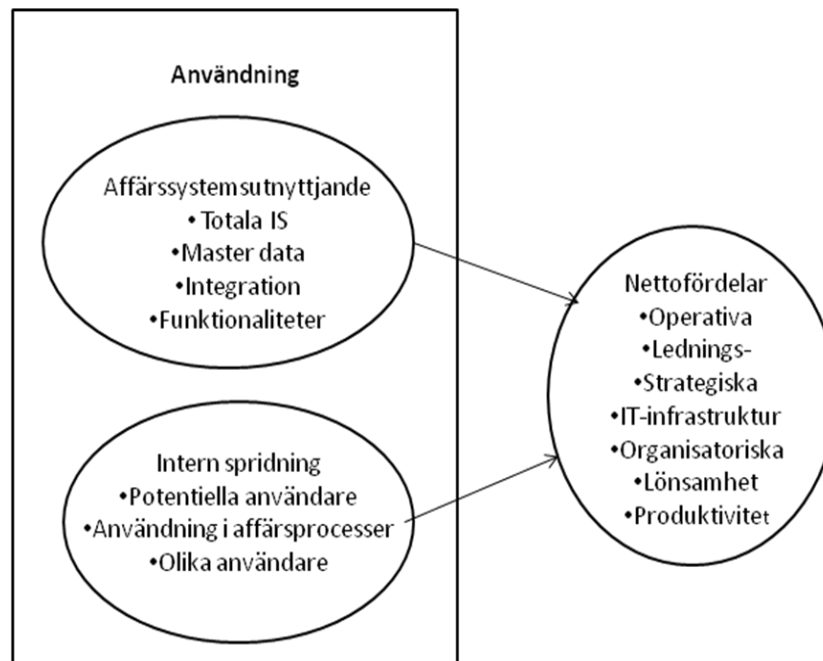 Användning
Affärssystemsutnyttjande
•Totala IS
•Master data
•Integration
•Funktionaliteter
Intern spridning
•Potentiella användare
•Användning i affärsprocesser
•Olika användare
Nettofördelar
•Operativa
•Lednings-
•Strategiska
•IT-infrastruktur
•Organisatoriska
•Lönsamhet
•Produktivitet